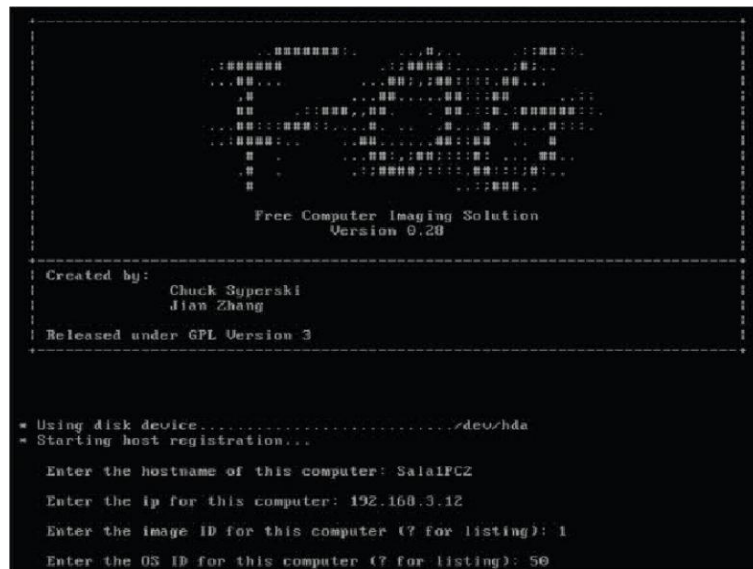 FOG
Free Computer Imaging Solution
Version 0.28
Created by:
Chuck Syperski
Jian Zhang
Released under GPL Version 3
* Using disk device............................/dev/hda
* Starting host registration...
Enter the hostname of this computer: Sala1PC2
Enter the ip for this computer: 192.168.3.12
Enter the image ID for this computer (? for listing): 1
Enter the OS ID for this computer (? for listing): 50